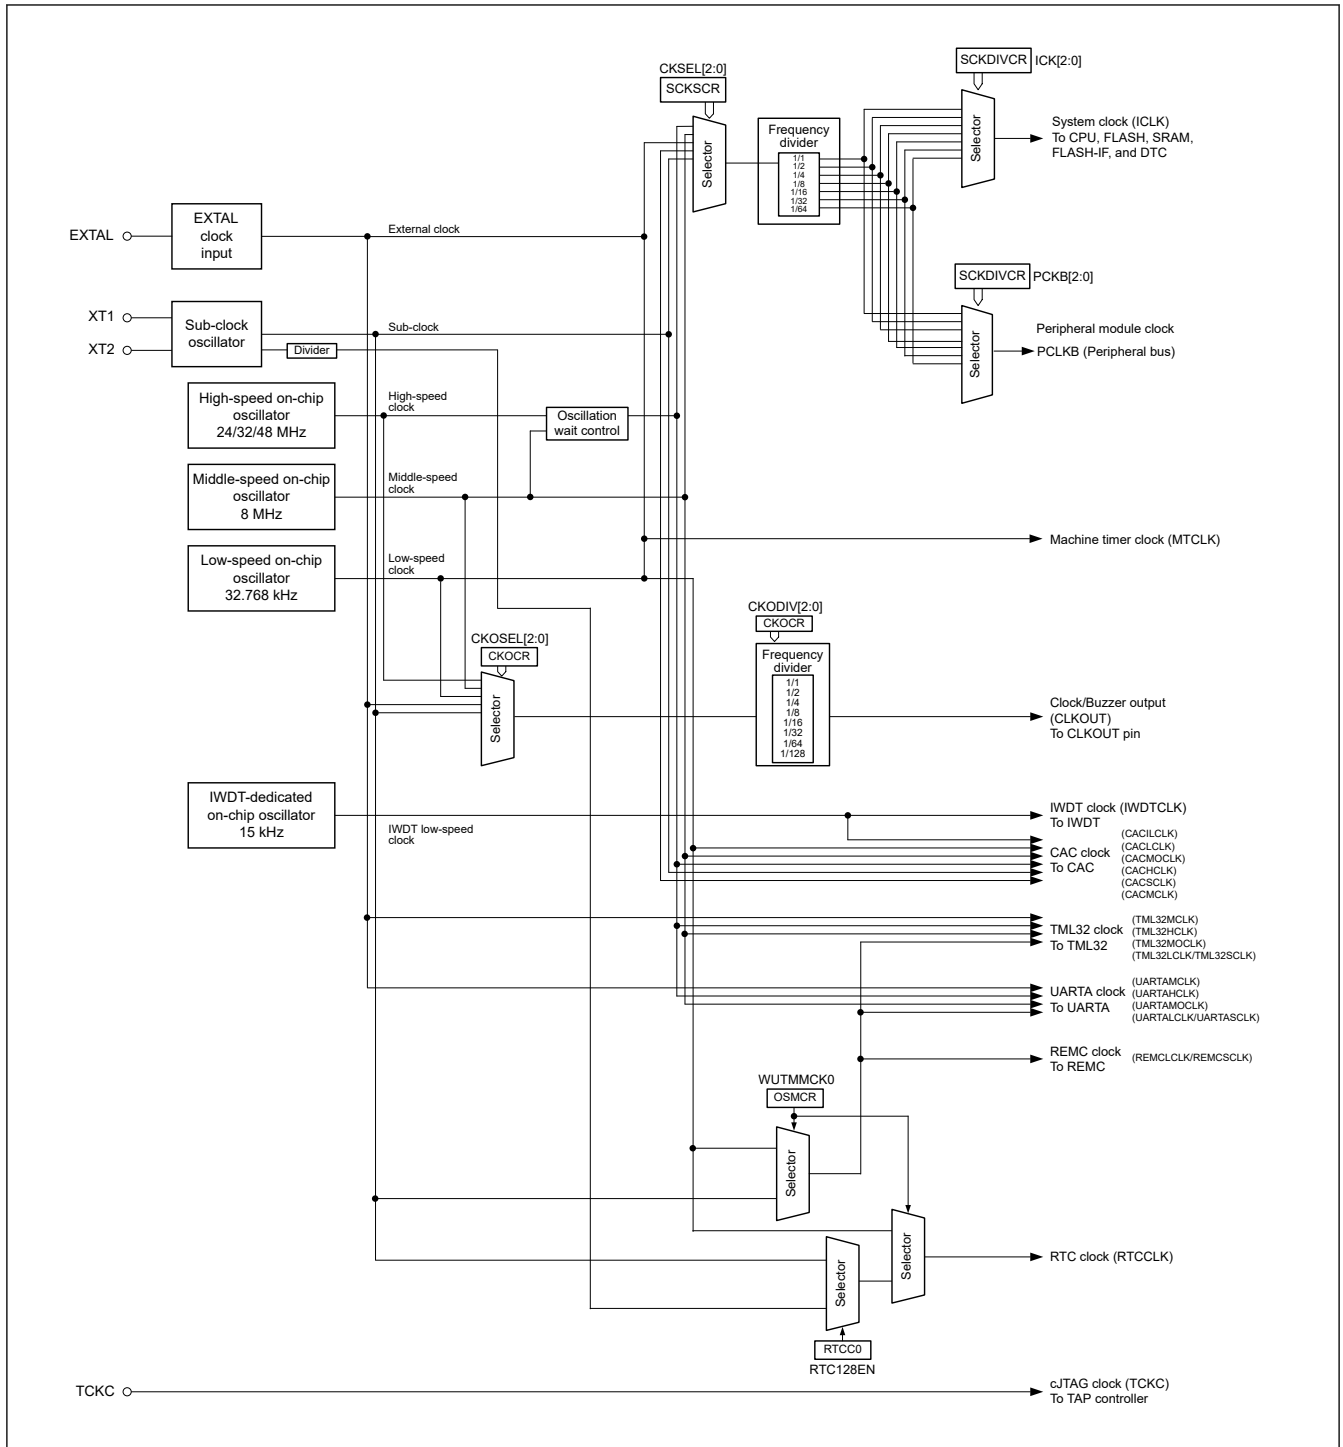 CKSEL[2:0]
SCKSCR
Selector
Frequency
divider
1/1
1/2
1/4
1/8
1/16
1/32
1/64
SCKDIVCR
ICK[2:0]
Selector
System clock (ICLK)
To CPU, FLASH, SRAM,
FLASH-IF, and DTC
EXTAL
EXTAL
clock
input
External clock
SCKDIVCR
PCKB[2:0]
Selector
Peripheral module clock
PCLKB (Peripheral bus)
XT1
XT2
Sub-clock
oscillator
Sub-clock
Divider
High-speed on-chip
oscillator
24/32/48 MHz
High-speed
clock
Oscillation
wait control
Middle-speed on-chip
oscillator
8 MHz
Middle-speed
clock
Machine timer clock (MTCLK)
Low-speed on-chip
oscillator
32.768 kHz
Low-speed
clock
CKOSEL[2:0]
CKOCR
Selector
CKODIV[2:0]
CKOCR
Frequency
divider
1/1
1/2
1/4
1/8
1/16
1/32
1/64
1/128
Clock/Buzzer output
(CLKOUT)
To CLKOUT pin
IWDT-dedicated
on-chip oscillator
15 kHz
IWDT low-speed
clock
IWDT clock (IWDTCLK)
To IWDT
CAC clock
To CAC
(CACILCLK)
(CACLCLK)
(CACMOCLK)
(CACHCLK)
(CACSCLK)
(CACMCLK)
TML32 clock
To TML32
(TML32MCLK)
(TML32HCLK)
(TML32MOCLK)
(TML32LCLK/TML32SCLK)
UARTA clock
To UARTA
(UARTAMCLK)
(UARTAHCLK)
(UARTAMOCLK)
(UARTALCLK/UARTASCLK)
REMC clock
To REMC
(REMCLCLK/REMCSCLK)
WUTMMCK0
OSMCR
Selector
Selector
Selector
RTC clock (RTCCLK)
RTCC0
RTC128EN
TCKC
cJTAG clock (TCKC)
To TAP controller